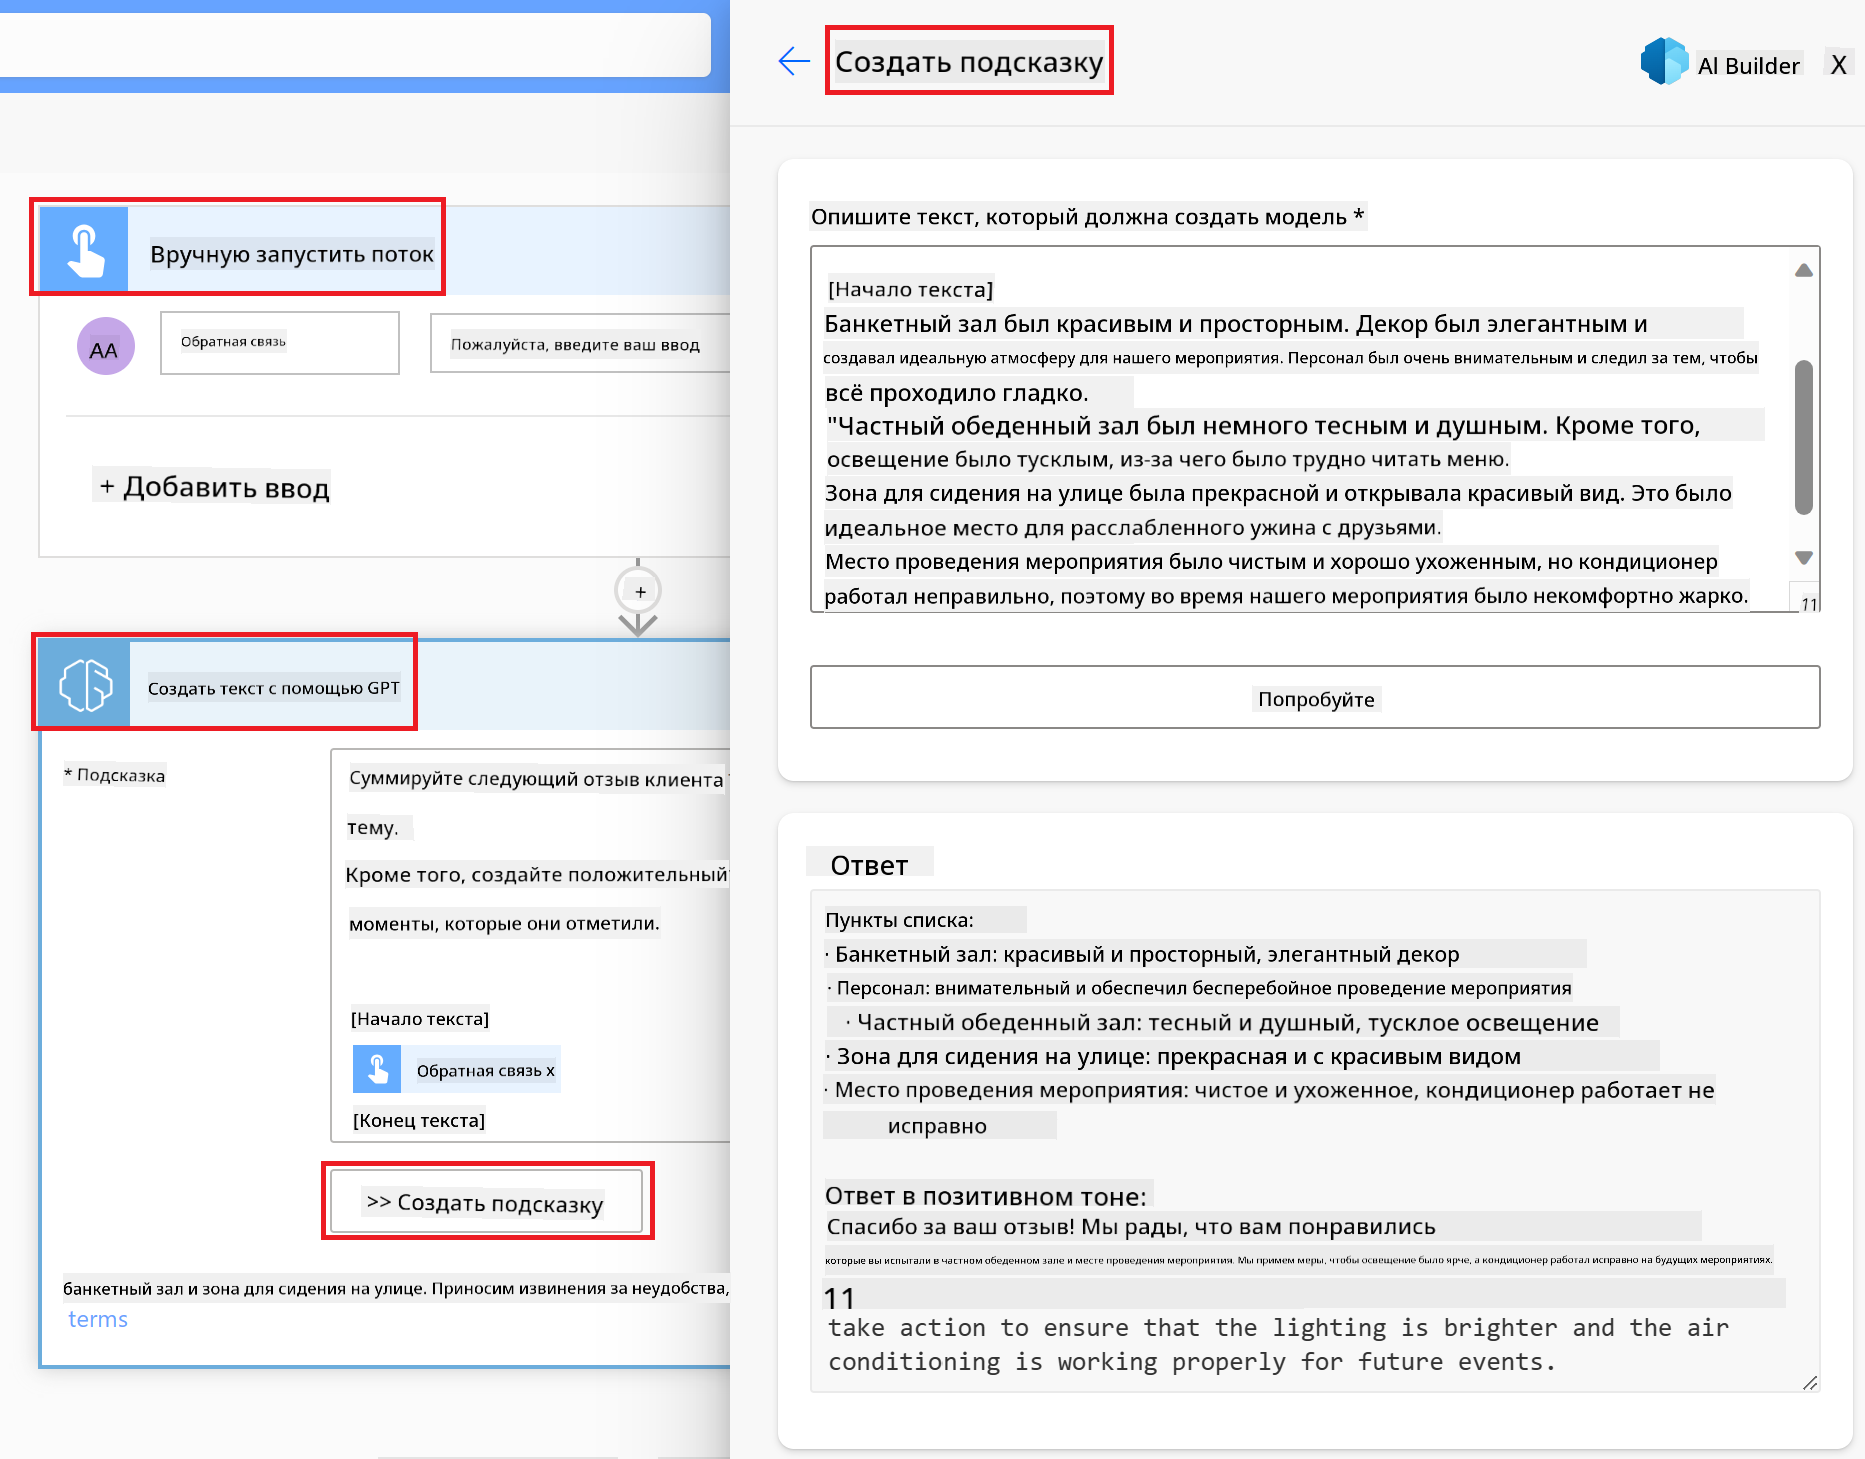 Вручную запустить поток
AA
Обратная связь
Пожалуйста, введите ваш ввод
+ Добавить ввод
+
Создать текст с помощью GPT
* Подсказка
Суммируйте следующий отзыв клиента
тему.
Кроме того, создайте положительный
моменты, которые они отметили.
[Начало текста]
Обратная связь x
[Конец текста]
>> Создать подсказку
банкетный зал и зона для сидения на улице. Приносим извинения за неудобства,
terms
Создать подсказку
AI Builder
X
Опишите текст, который должна создать модель *
[Начало текста]
Банкетный зал был красивым и просторным. Декор был элегантным и
создавал идеальную атмосферу для нашего мероприятия. Персонал был очень внимательным и следил за тем, чтобы
всё проходило гладко.
"Частный обеденный зал был немного тесным и душным. Кроме того,
освещение было тусклым, из-за чего было трудно читать меню.
Зона для сидения на улице была прекрасной и открывала красивый вид. Это было
идеальное место для расслабленного ужина с друзьями.
Место проведения мероприятия было чистым и хорошо ухоженным, но кондиционер
работал неправильно, поэтому во время нашего мероприятия было некомфортно жарко.
11
Попробуйте
Ответ
Пункты списка:
· Банкетный зал: красивый и просторный, элегантный декор
· Персонал: внимательный и обеспечил бесперебойное проведение мероприятия
· Частный обеденный зал: тесный и душный, тусклое освещение
· Зона для сидения на улице: прекрасная и с красивым видом
· Место проведения мероприятия: чистое и ухоженное, кондиционер работает не
исправно
Ответ в позитивном тоне:
Спасибо за ваш отзыв! Мы рады, что вам понравились
которые вы испытали в частном обеденном зале и месте проведения мероприятия. Мы примем меры, чтобы освещение было ярче, а кондиционер работал исправно на будущих мероприятиях.
11
take action to ensure that the lighting is brighter and the air
conditioning is working properly for future events.